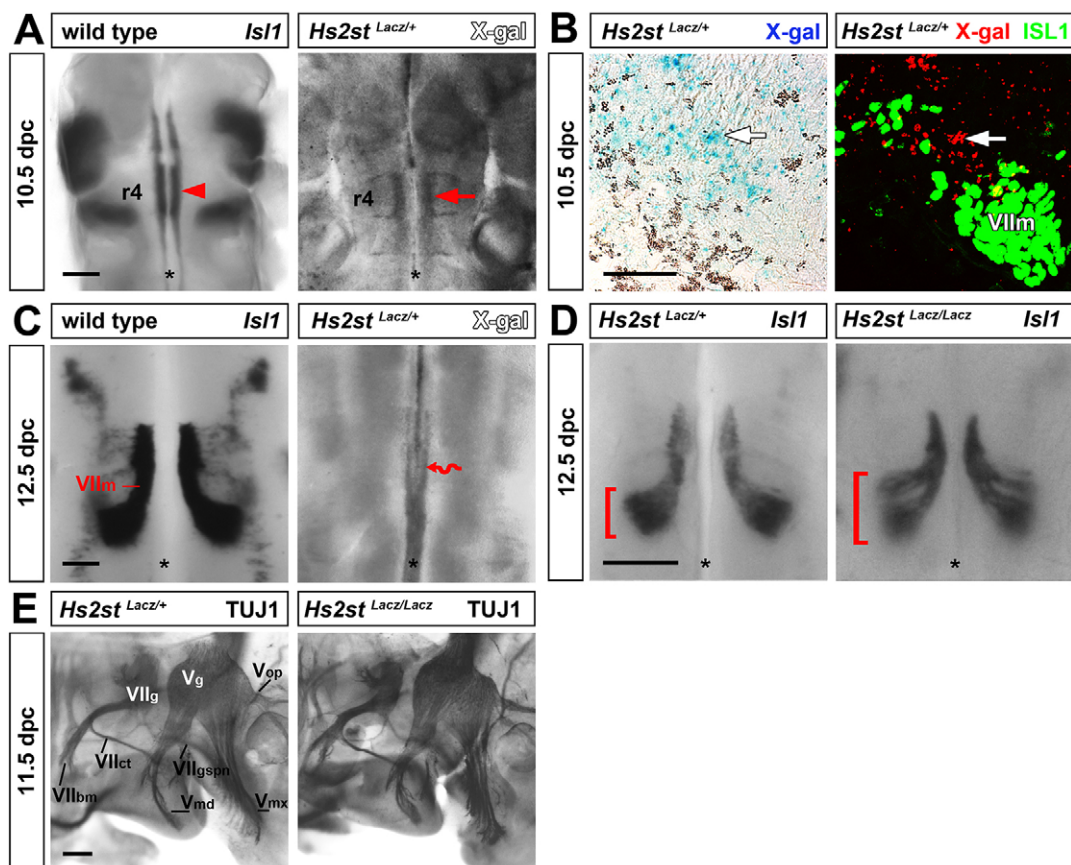 A
wild type Isl1
Hs2st Lacz/+ X-gal
10.5 dpc
r4
*
r4
*
B
Hs2st Lacz/+ X-gal
Hs2st Lacz/+ X-gal ISL1
10.5 dpc
VIIm
C
wild type Isl1
Hs2st Lacz/+ X-gal
12.5 dpc
VIIm
*
*
D
Hs2st Lacz/+ Isl1
Hs2st Lacz/Lacz Isl1
12.5 dpc
*
*
E
Hs2st Lacz/+ TUJ1
Hs2st Lacz/Lacz TUJ1
11.5 dpc
VIIg
Vg
Vop
VIIct
VIIgspn
VIIbm
Vmd
Vmx